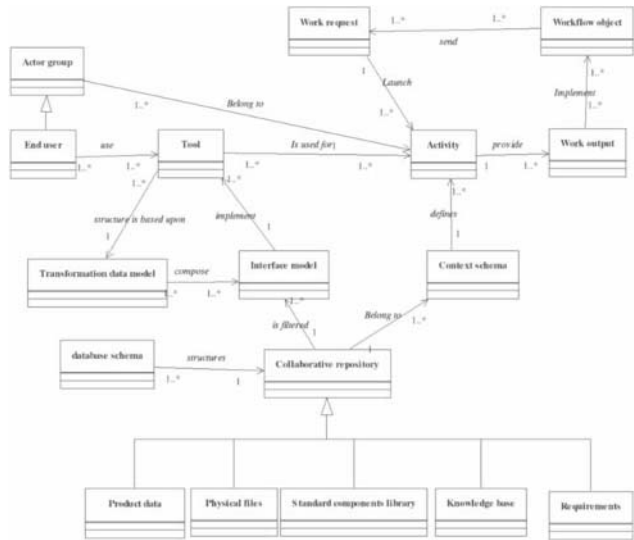 Work request
1..*
1..*
Workflow object
send
Actor group
1
Launch
1..*
Implement
1..*
Belong to
1..*
1..*
End user
use
Tool
Is used for
Activity
provide
Work output
1..*
1..*
1..*
1..*
1
1..*
1..*
1
structure is based upon
implement
defines
1
1
1
Transformation data model
compose
Interface model
Context schema
1..*
1..*
1..*
is filtered
Belong to
1..*
1
database schema
structures
1
1..*
1
Collaborative repository
Product data
Physical files
Standard components library
Knowledge base
Requirements